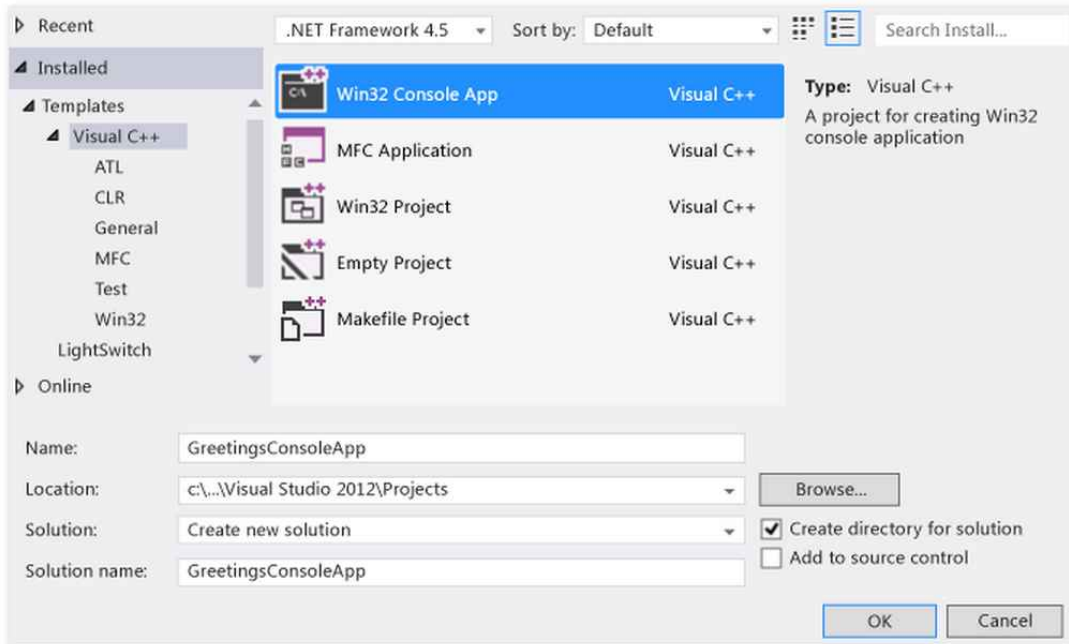 Recent
.NET Framework 4.5
Sort by: Default
Search Install...
Installed
Templates
Visual C++
ATL
CLR
General
MFC
Test
Win32
LightSwitch
Online
Win32 Console App Visual C++
MFC Application Visual C++
Win32 Project Visual C++
Empty Project Visual C++
Makefile Project Visual C++
Type: Visual C++
A project for creating Win32
console application
Name: GreetingsConsoleApp
Location: c:\...\Visual Studio 2012\Projects
Browse...
Solution: Create new solution
Create directory for solution
Add to source control
Solution name: GreetingsConsoleApp
OK
Cancel